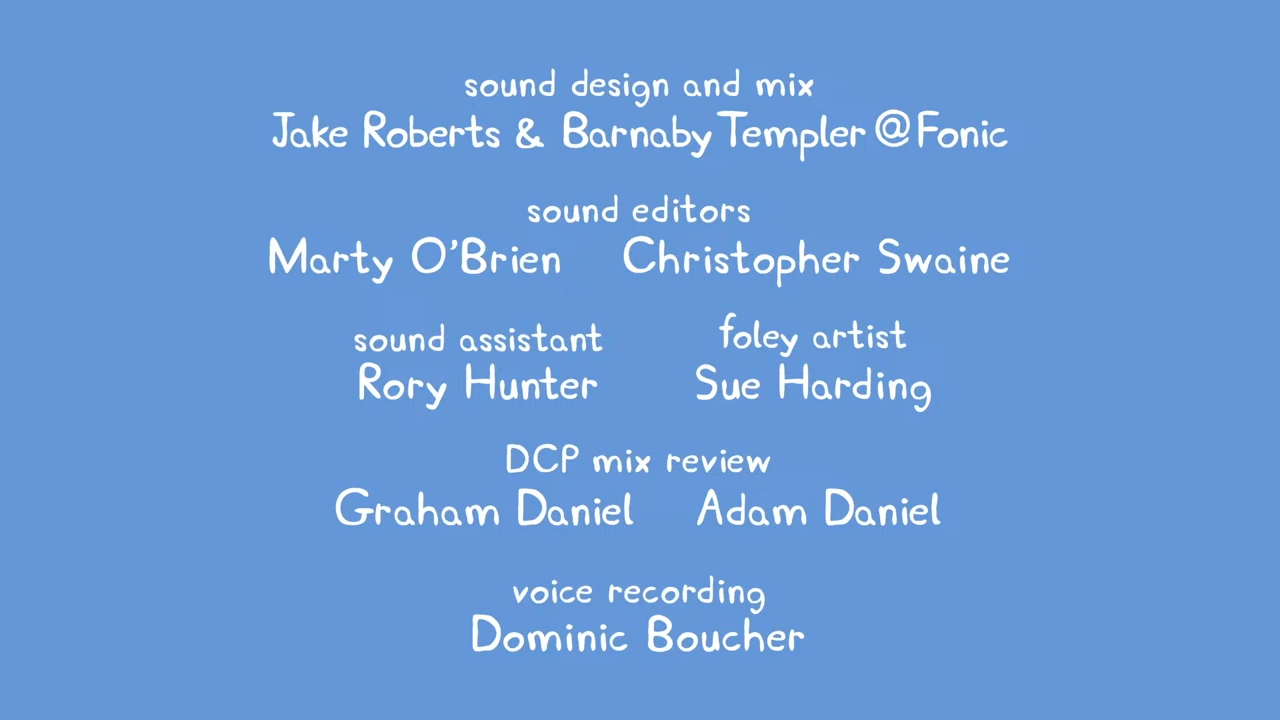 sound design and mix
Jake Roberts & Barnaby Templer @ Fonic
sound editors
Marty O'Brien Christopher Swaine
sound assistant foley artist
Rory Hunter Sue Harding
DCP mix review
Graham Daniel Adam Daniel
voice recording
Dominic Boucher